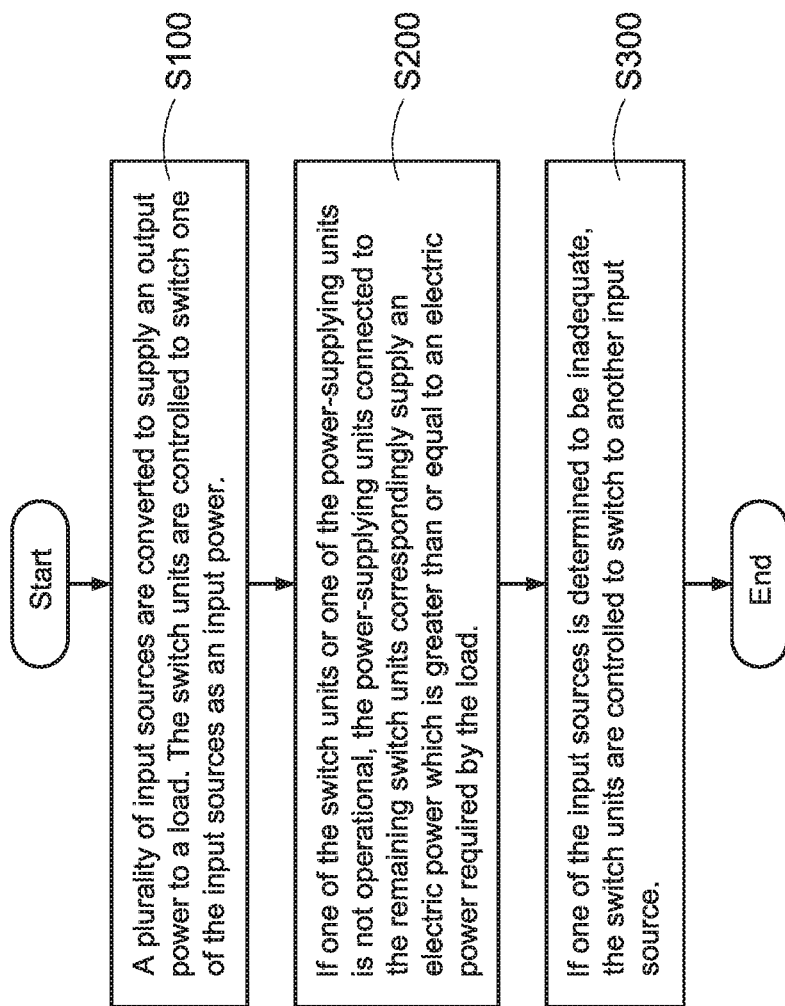 Start
A plurality of input sources are converted to supply an output
power to a load. The switch units are controlled to switch one
of the input sources as an input power.
S100
If one of the switch units or one of the power-supplying units
is not operational, the power-supplying units connected to
the remaining switch units correspondingly supply an
electric power which is greater than or equal to an electric
power required by the load.
S200
If one of the input sources is determined to be inadequate,
the switch units are controlled to switch to another input
source.
S300
End